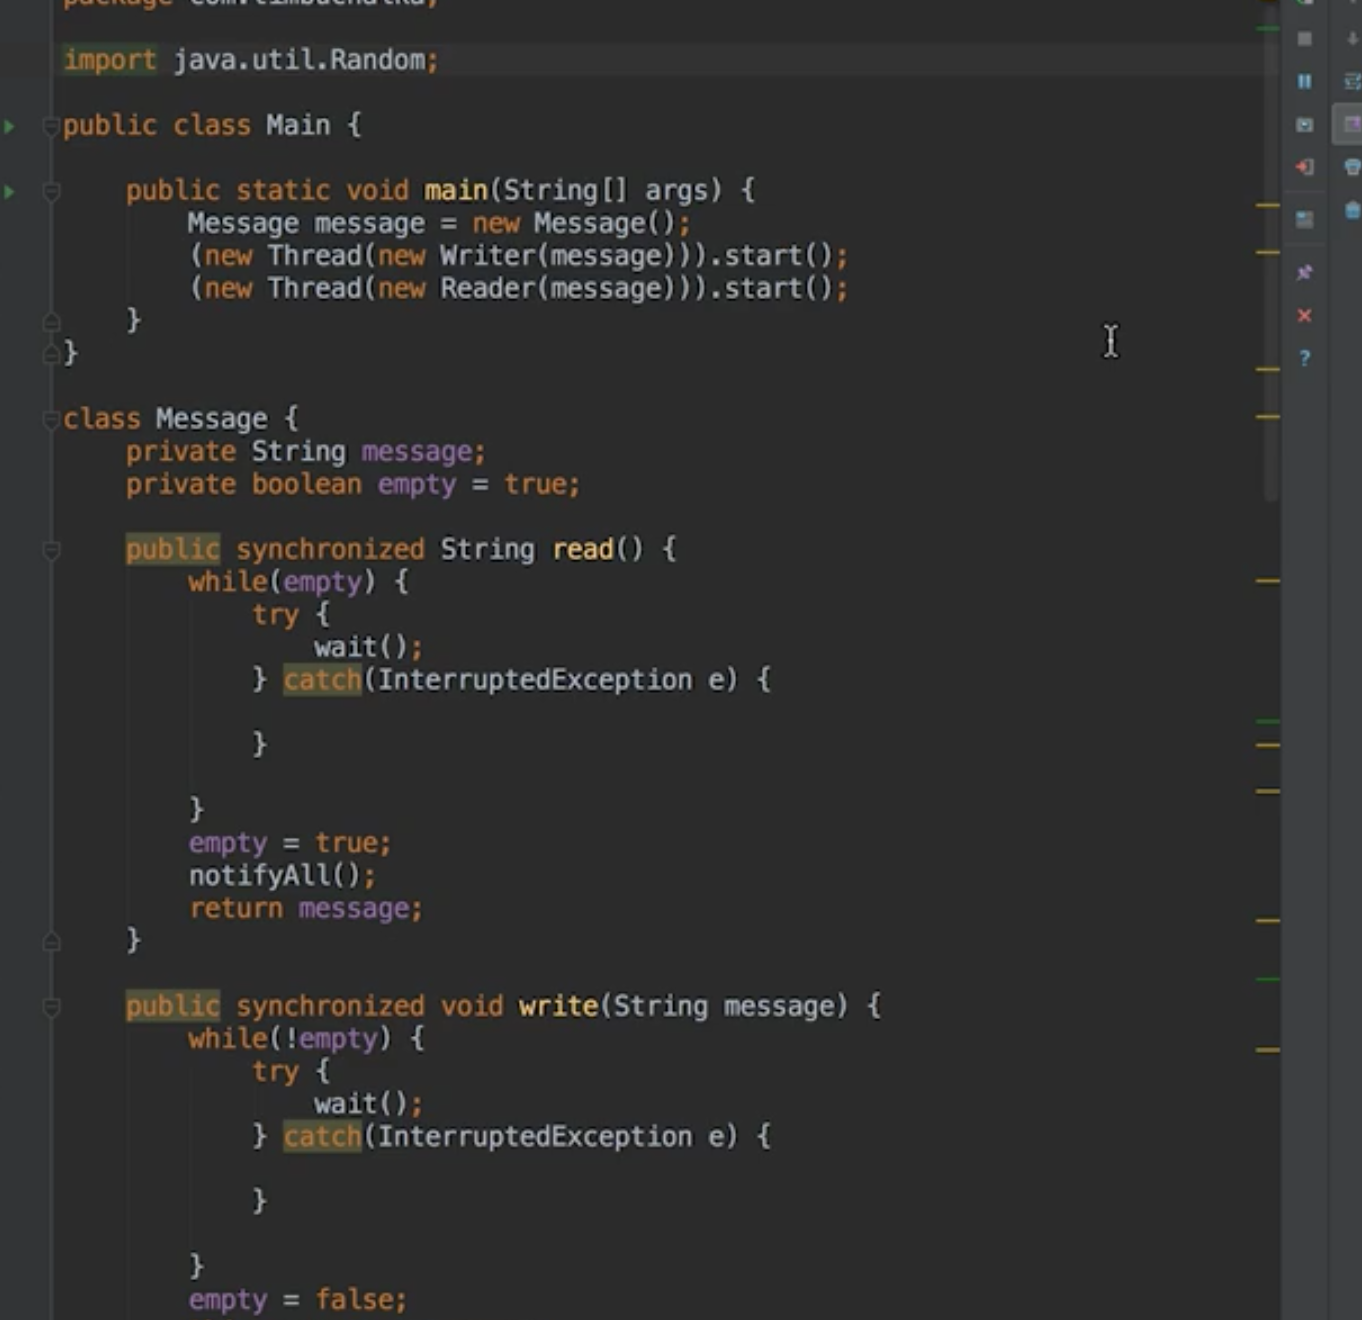 import java.util.Random;
public class Main {
public static void main(String[] args) {
Message message = new Message();
(new Thread(new Writer(message))).start();
(new Thread(new Reader(message))).start();
}
}
class Message {
private String message;
private boolean empty = true;
public synchronized String read() {
while(empty) {
try {
wait();
} catch(InterruptedException e) {
}
}
empty = true;
notifyAll();
return message;
}
public synchronized void write(String message) {
while(!empty) {
try {
wait();
} catch(InterruptedException e) {
}
}
empty = false;